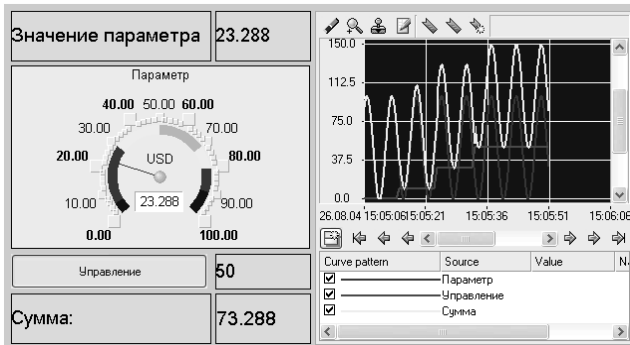 Значение параметра 23.288
Параметр
40.00 50.00 60.00
30.00 70.00
20.00 USD 80.00
10.00 23.288 90.00
0.00 100.00
Управление 50
Сумма: 73.288
150.0
112.5
75.0
37.5
0.0
26.08.04 15:05:06 15:05:21 15:05:36 15:05:51 15:06:06
Curve pattern Source Value
Параметр
Управление
Сумма